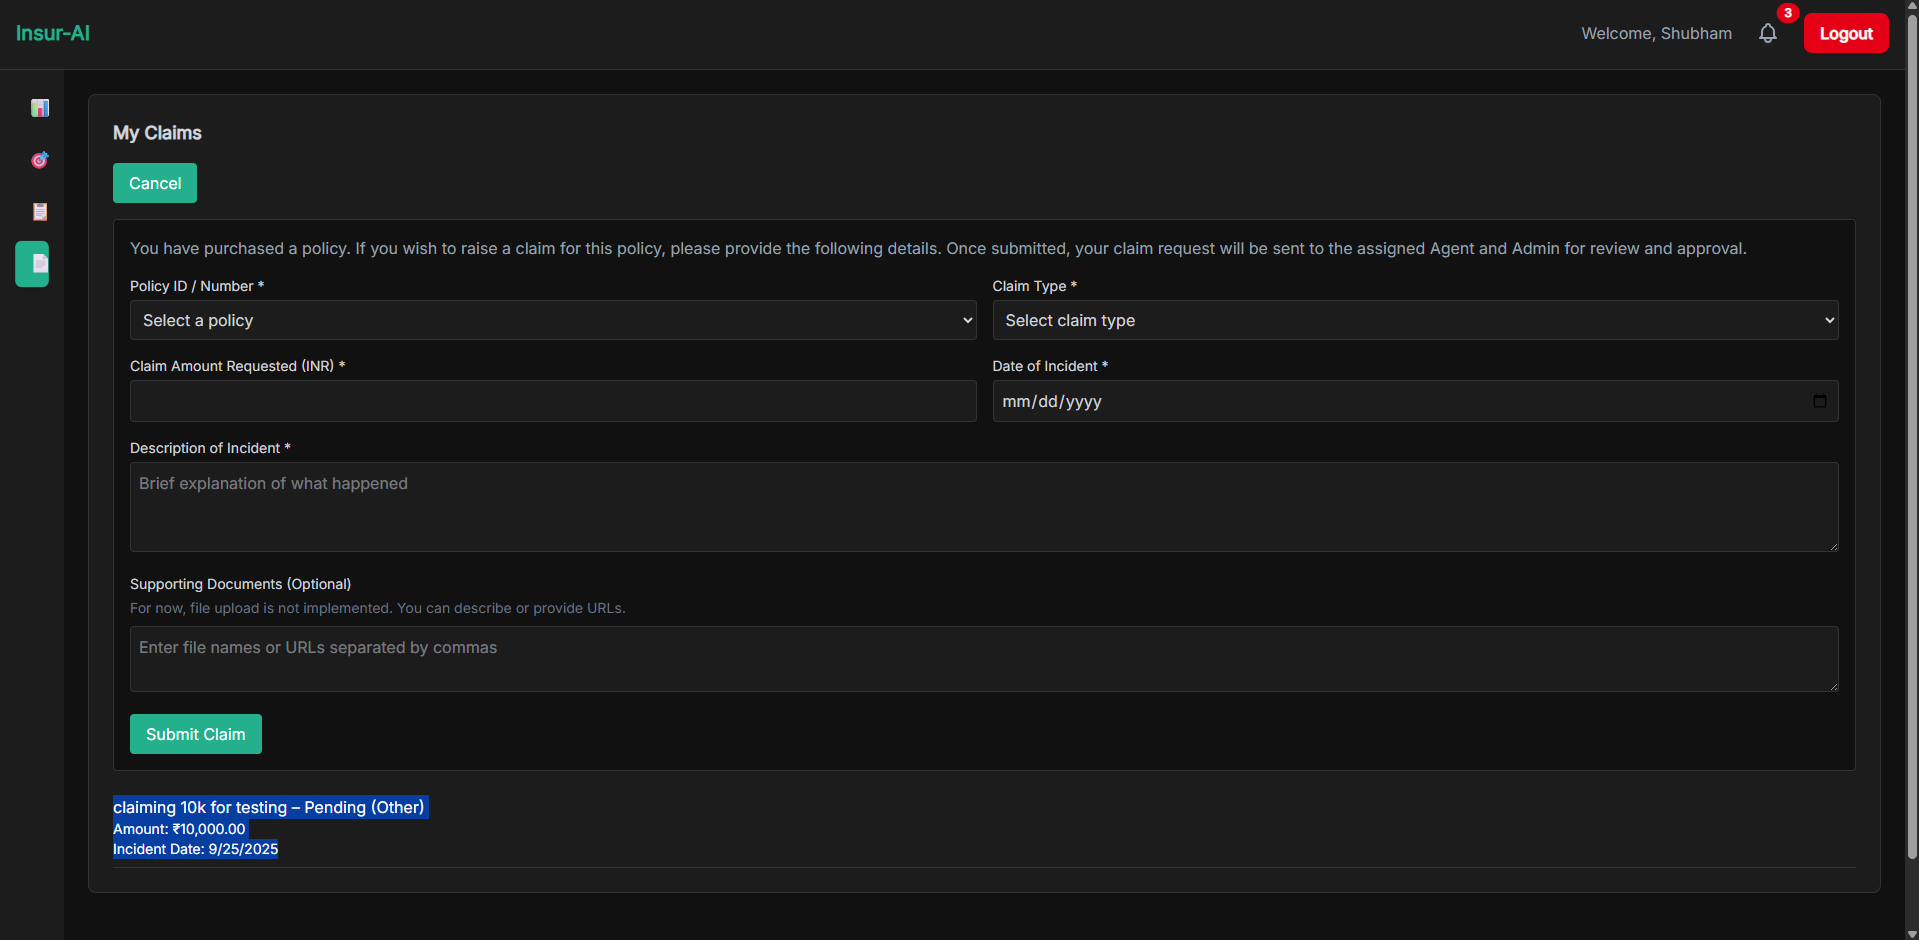 Insur-AI
Welcome, Shubham
3
Logout
My Claims
Cancel
You have purchased a policy. If you wish to raise a claim for this policy, please provide the following details. Once submitted, your claim request will be sent to the assigned Agent and Admin for review and approval.
Policy ID / Number *
Claim Type *
Select a policy
Select claim type
Claim Amount Requested (INR) *
Date of Incident *
mm/dd/yyyy
Description of Incident *
Brief explanation of what happened
Supporting Documents (Optional)
For now, file upload is not implemented. You can describe or provide URLs.
Enter file names or URLs separated by commas
Submit Claim
claiming 10k for testing – Pending (Other)
Amount: ₹10,000.00
Incident Date: 9/25/2025